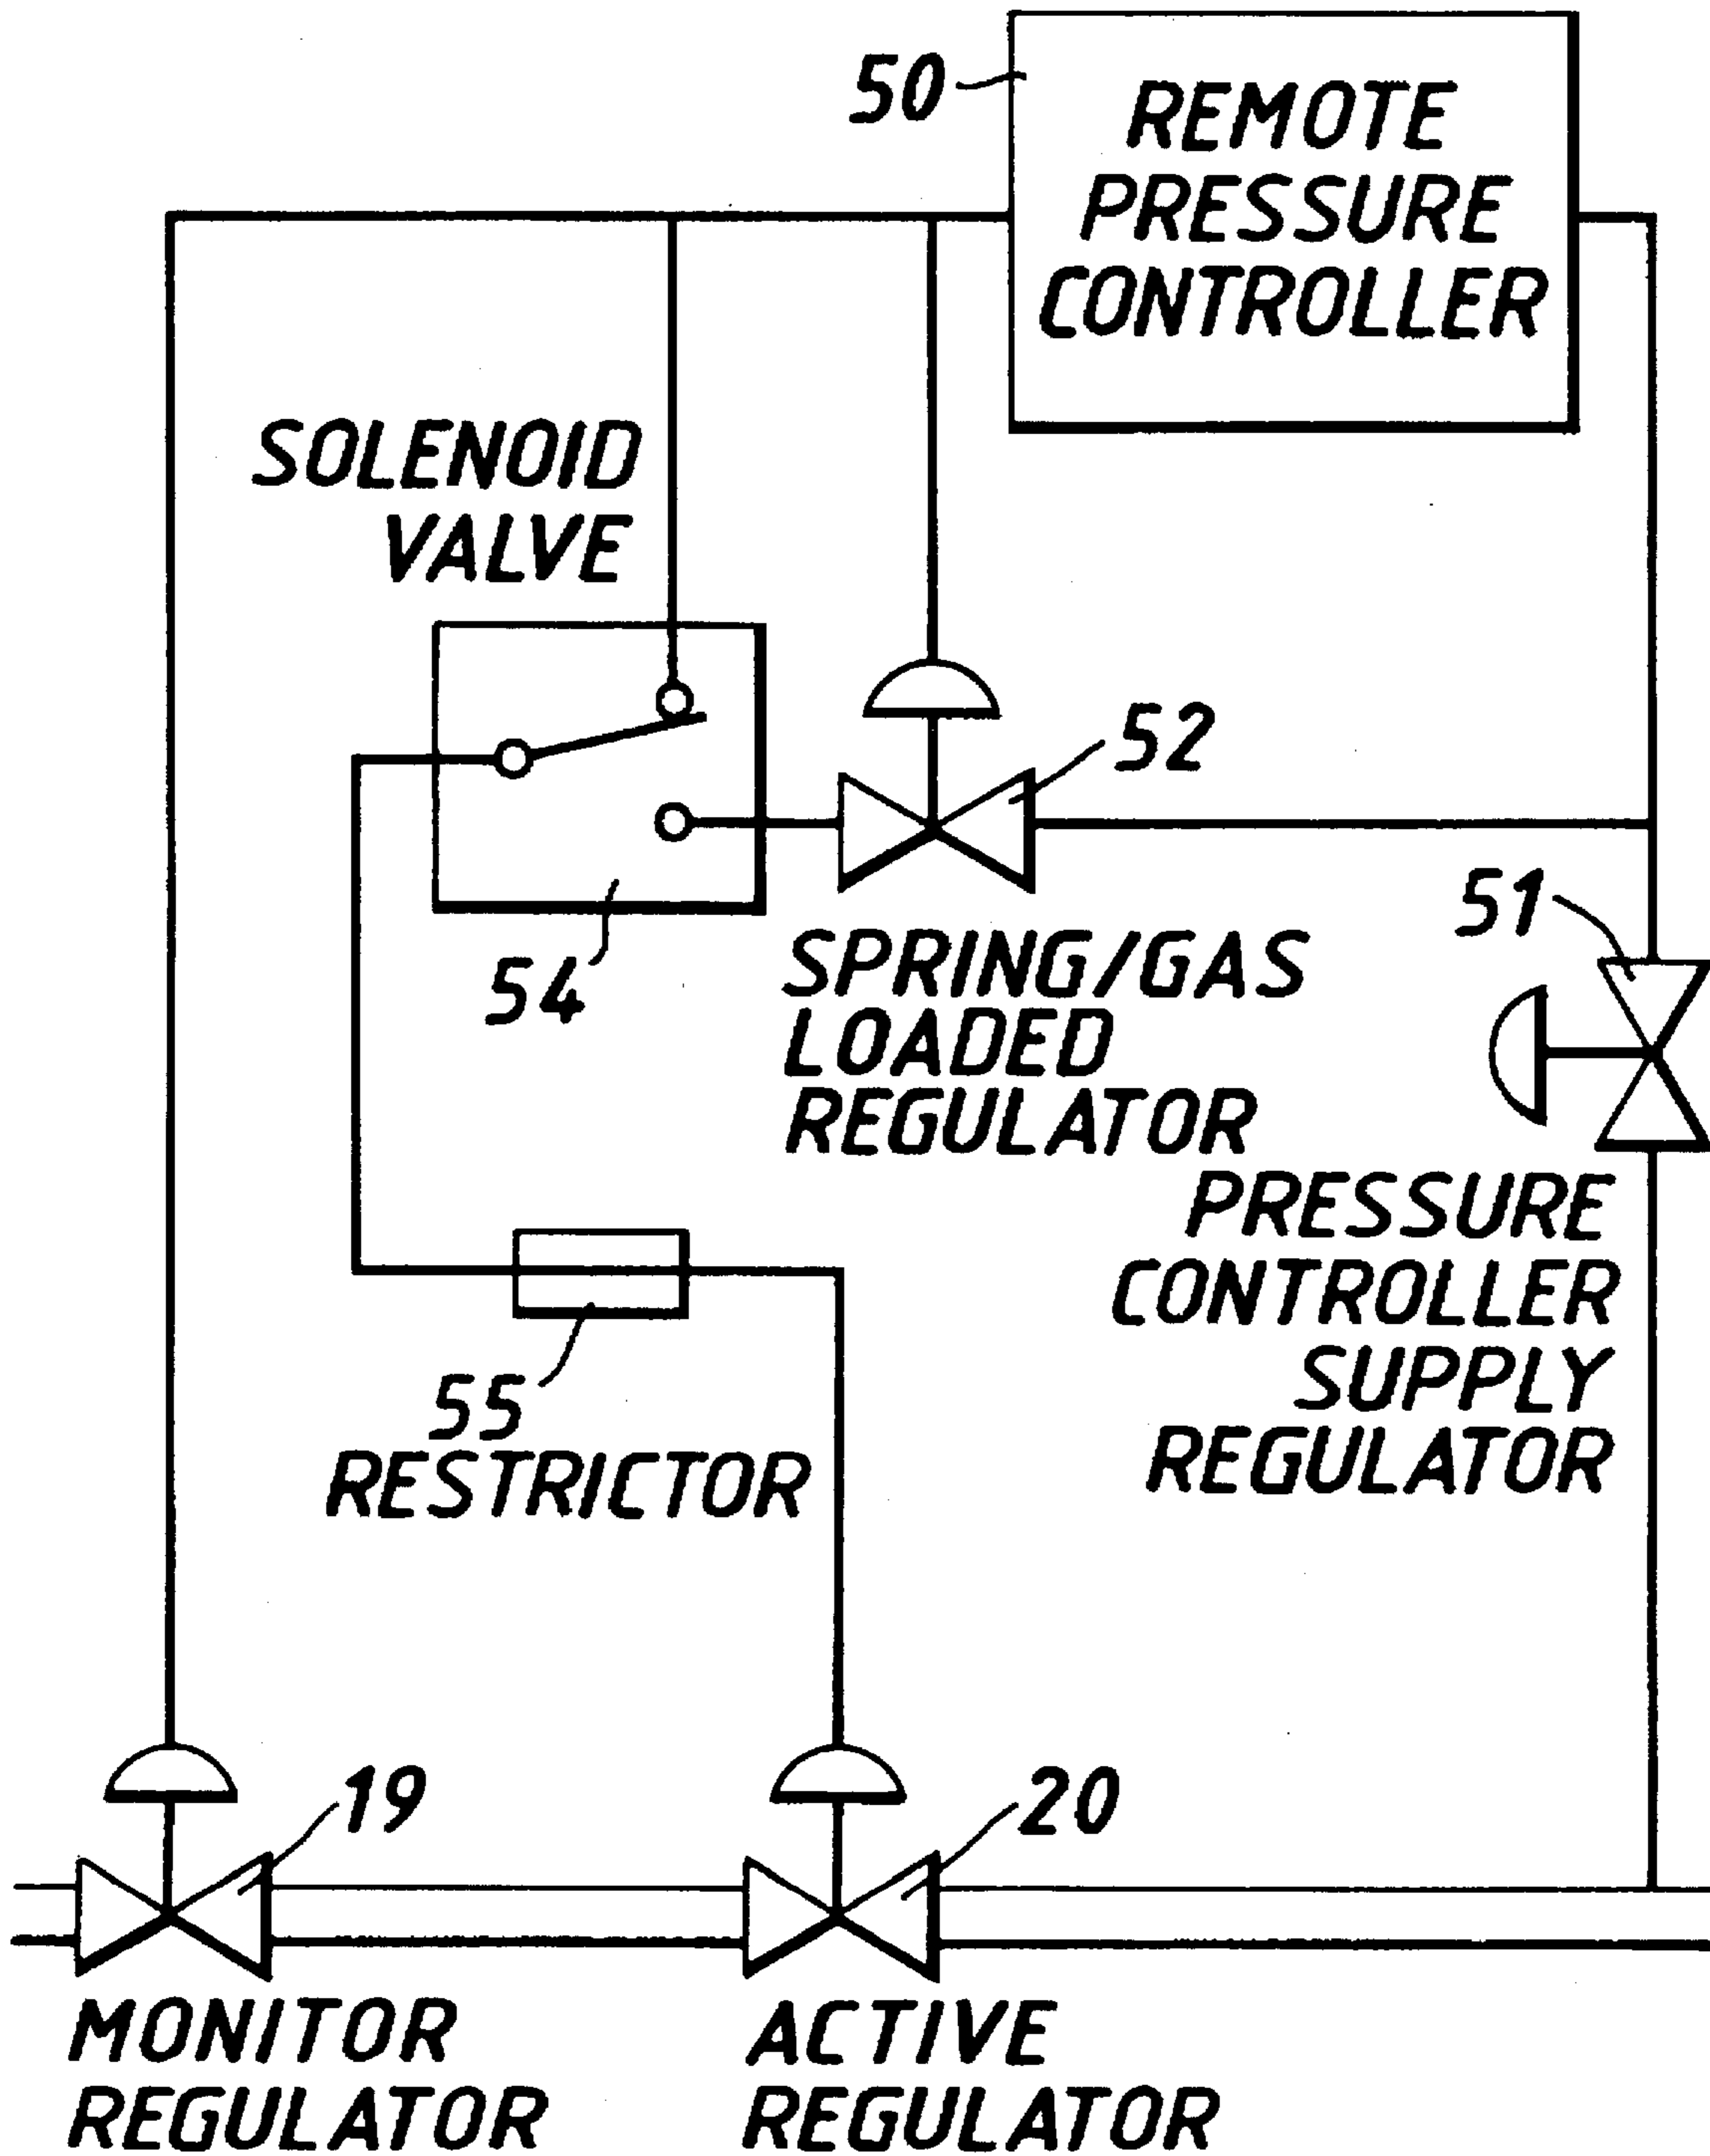 50
REMOTE
PRESSURE
CONTROLLER
SOLENOID
VALVE
52
54
SPRING/GAS
LOADED
REGULATOR
51
PRESSURE
CONTROLLER
SUPPLY
REGULATOR
55
RESTRICTOR
19
20
MONITOR
REGULATOR
ACTIVE
REGULATOR